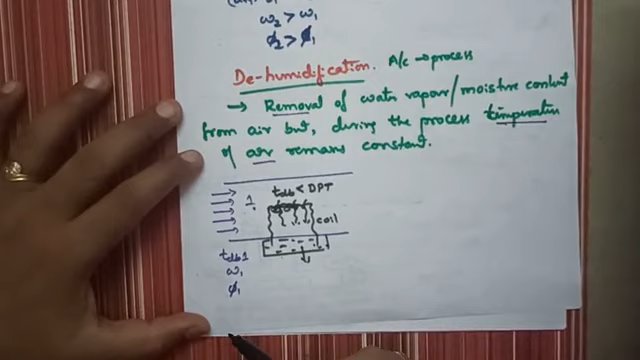 ω₂ > ω₁
ϕ₂ > ϕ₁
De-humidification. A/c → process
→ Removal of water vapour/moisture content
from air but, during the process temperature
of air remains constant.
tdb < DPT
1.
coil
tdb1
ω₁
ϕ₁